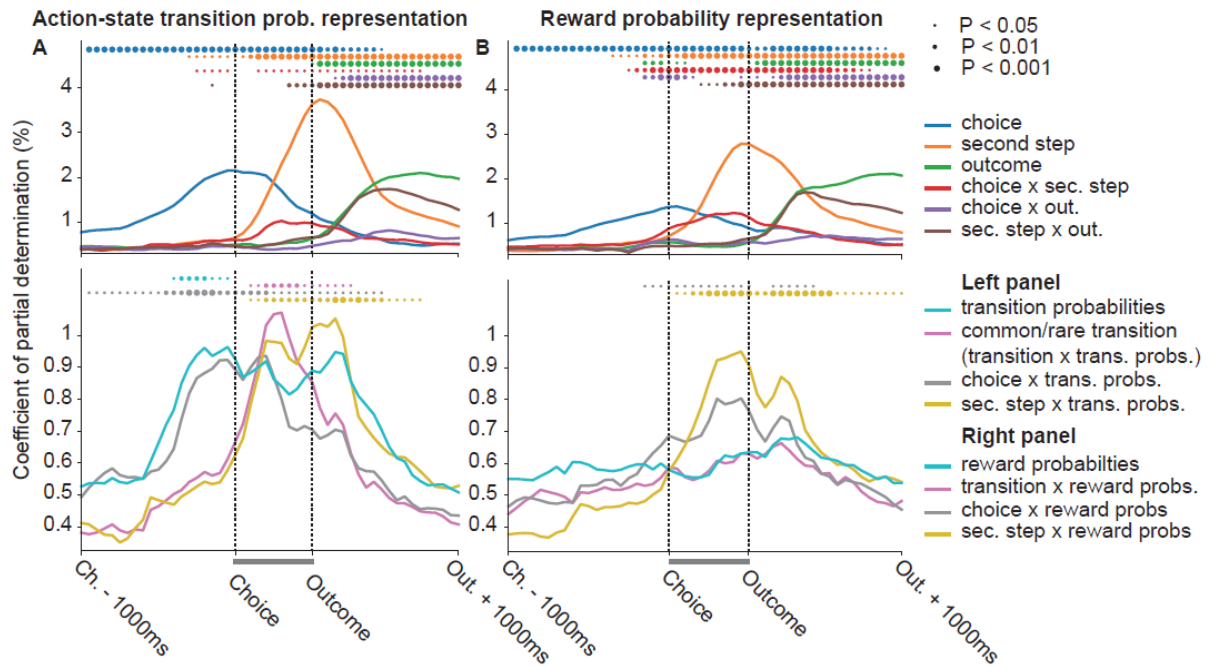 Action-state transition prob. representation
Reward probability representation
A
B
P < 0.05
P < 0.01
P < 0.001
4
3
2
1
4
3
2
1
choice
second step
outcome
choice x sec. step
choice x out.
sec. step x out.
Coefficient of partial determination (%)
1
0.9
0.8
0.7
0.6
0.5
0.4
1
0.9
0.8
0.7
0.6
0.5
0.4
Left panel
transition probabilities
common/rare transition
(transition x trans. probs.)
choice x trans. probs.
sec. step x trans. probs.
Right panel
reward probabilties
transition x reward probs.
choice x reward probs
sec. step x reward probs
Ch. - 1000ms
Choice
Outcome
Out. + 1000ms
Ch. - 1000ms
Choice
Outcome
Out. + 1000ms